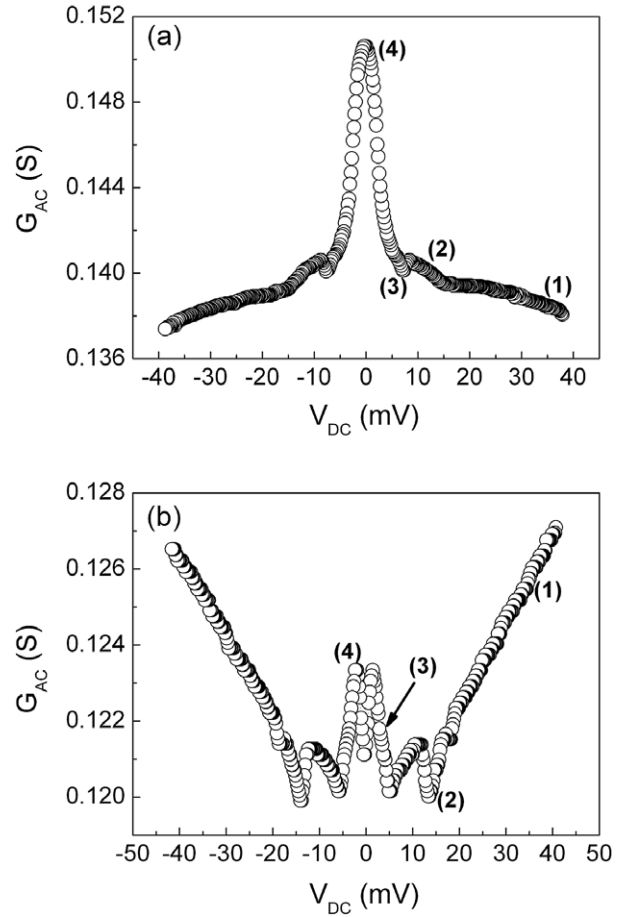 (a)
0.152
0.148
0.144
0.140
0.136
G_AC (S)
(4)
(2)
(3)
(1)
-40 -30 -20 -10 0 10 20 30 40
V_DC (mV)
(b)
0.128
0.126
0.124
0.122
0.120
G_AC (S)
(1)
(4)
(3)
(2)
-50 -40 -30 -20 -10 0 10 20 30 40 50
V_DC (mV)